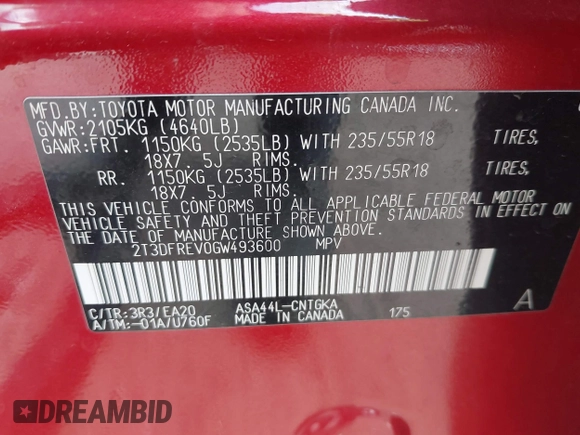 MFD.BY:TOYOTA MOTOR MANUFACTURING CANADA INC.
GVWR:2105KG (4640LB)
GAWR:FRT. 1150KG (2535LB) WITH 235/55R18 TIRES,
18X7. 5J RIMS.
RR. 1150KG (2535LB) WITH 235/55R18 TIRES,
18X7. 5J RIMS.
THIS VEHICLE CONFORMS TO ALL APPLICABLE FEDERAL MOTOR
VEHICLE SAFETY AND THEFT PREVENTION STANDARDS IN EFFECT ON
THE DATE OF MANUFACTURE SHOWN ABOVE.
2T3DFREV0GW493600 MPV
C/TR:3R3/EA20 ASA44L-CNTGKA A
A/TM:-01A/U760F MADE IN CANADA 175
DREAMBID